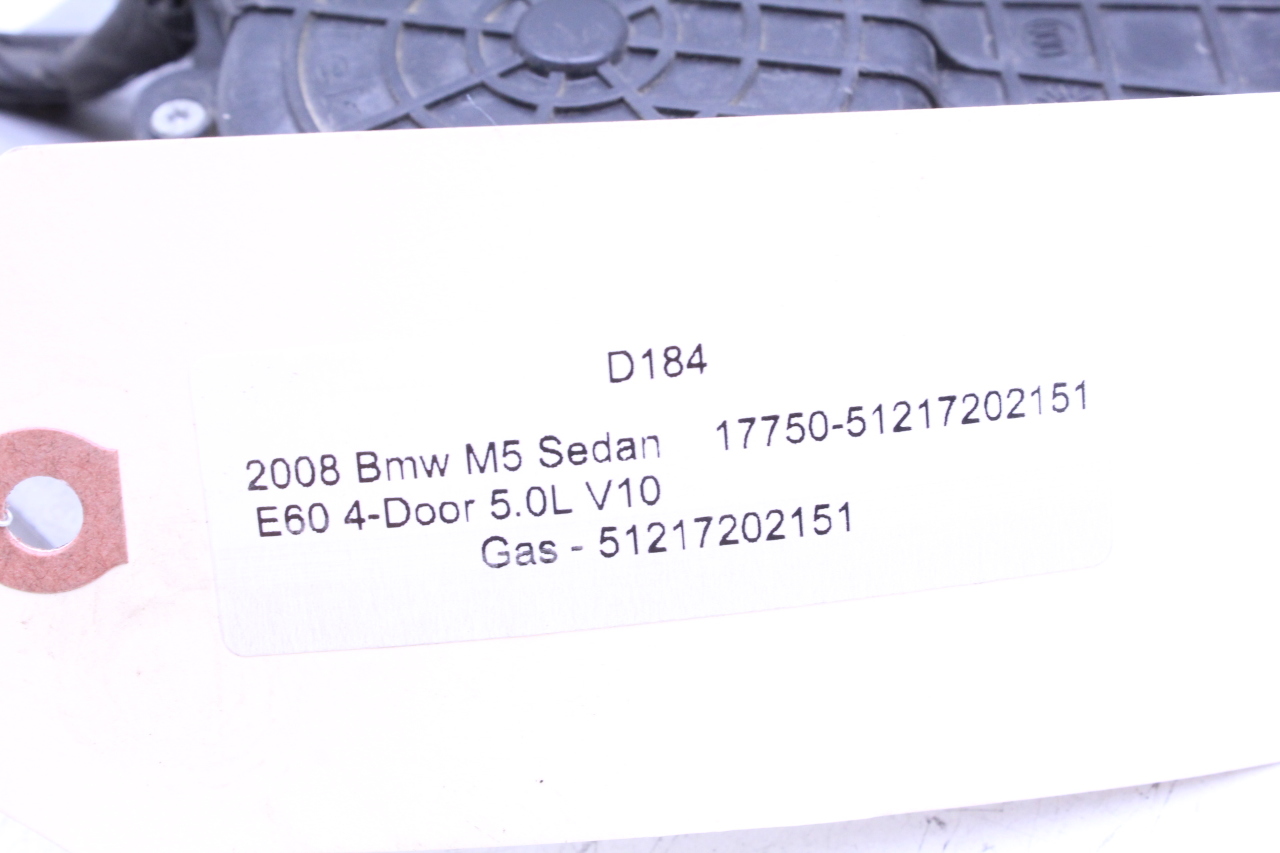 D184
2008 Bmw M5 Sedan 17750-51217202151
E60 4-Door 5.0L V10
Gas - 51217202151